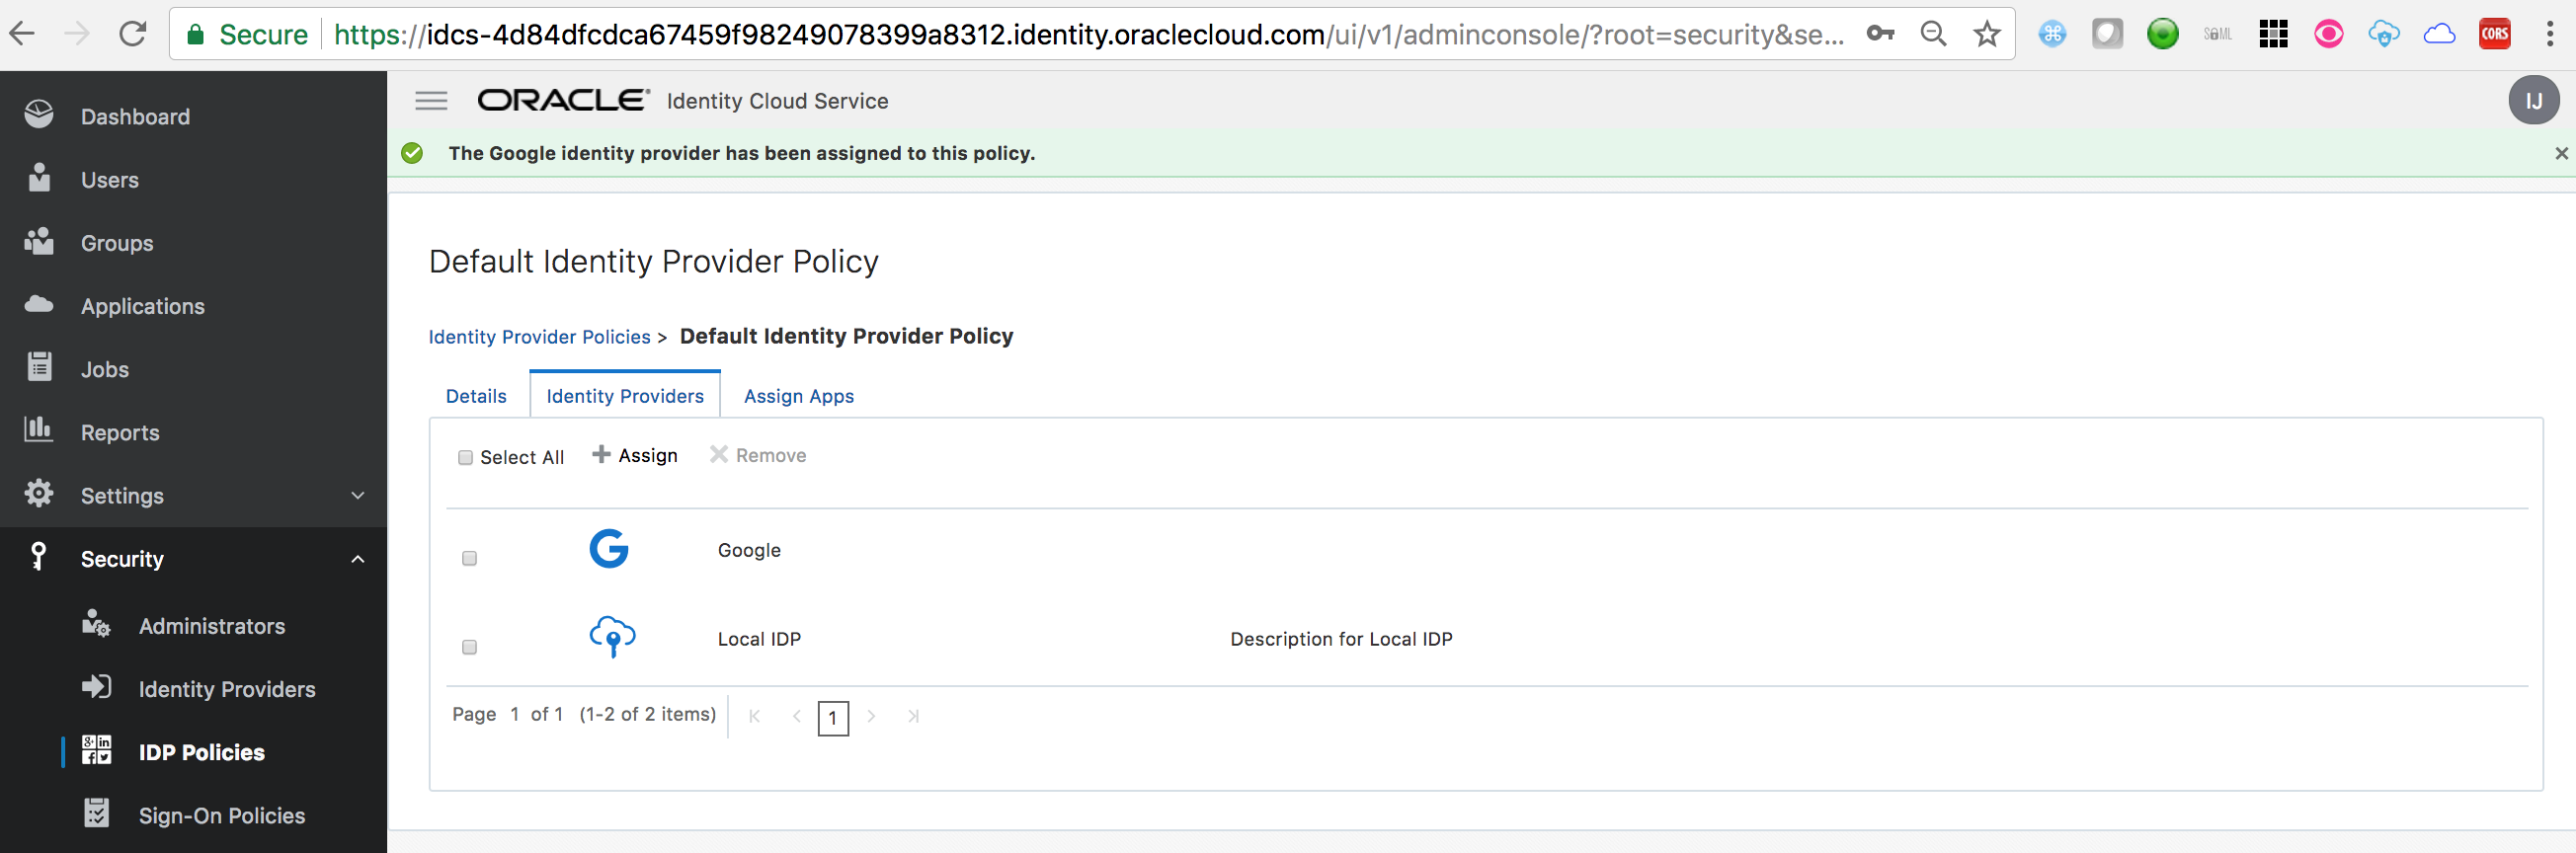 Secure https://idcs-4d84dfcdca67459f98249078399a8312.identity.oraclecloud.com/ui/v1/adminconsole/?root=security&se...
SAML
CORS
Dashboard
Users
Groups
Applications
Jobs
Reports
Settings
Security
Administrators
Identity Providers
IDP Policies
Sign-On Policies
ORACLE® Identity Cloud Service
IJ
The Google identity provider has been assigned to this policy.
Default Identity Provider Policy
Identity Provider Policies > Default Identity Provider Policy
Details Identity Providers Assign Apps
Select All + Assign Remove
G Google
Local IDP Description for Local IDP
Page 1 of 1 (1-2 of 2 items) 1